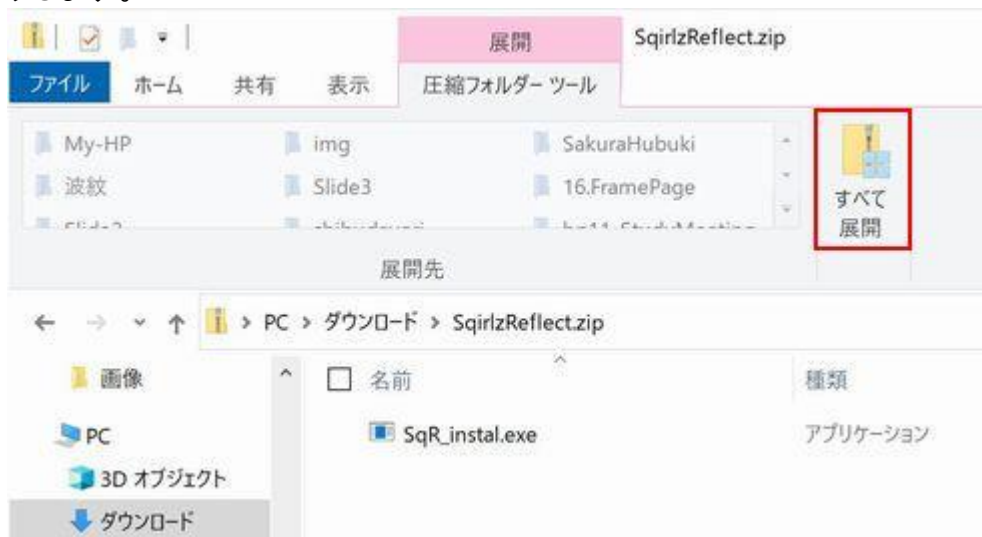 展開
SqirlzReflect.zip
ファイル ホーム 共有 表示 圧縮フォルダー ツール
My-HP img SakuraHubuki
波紋 Slide3 16.FramePage
すべて
展開
展開先
PC > ダウンロード > SqirlzReflect.zip
画像 名前 種類
PC SqR_instal.exe アプリケーション
3D オブジェクト
ダウンロード